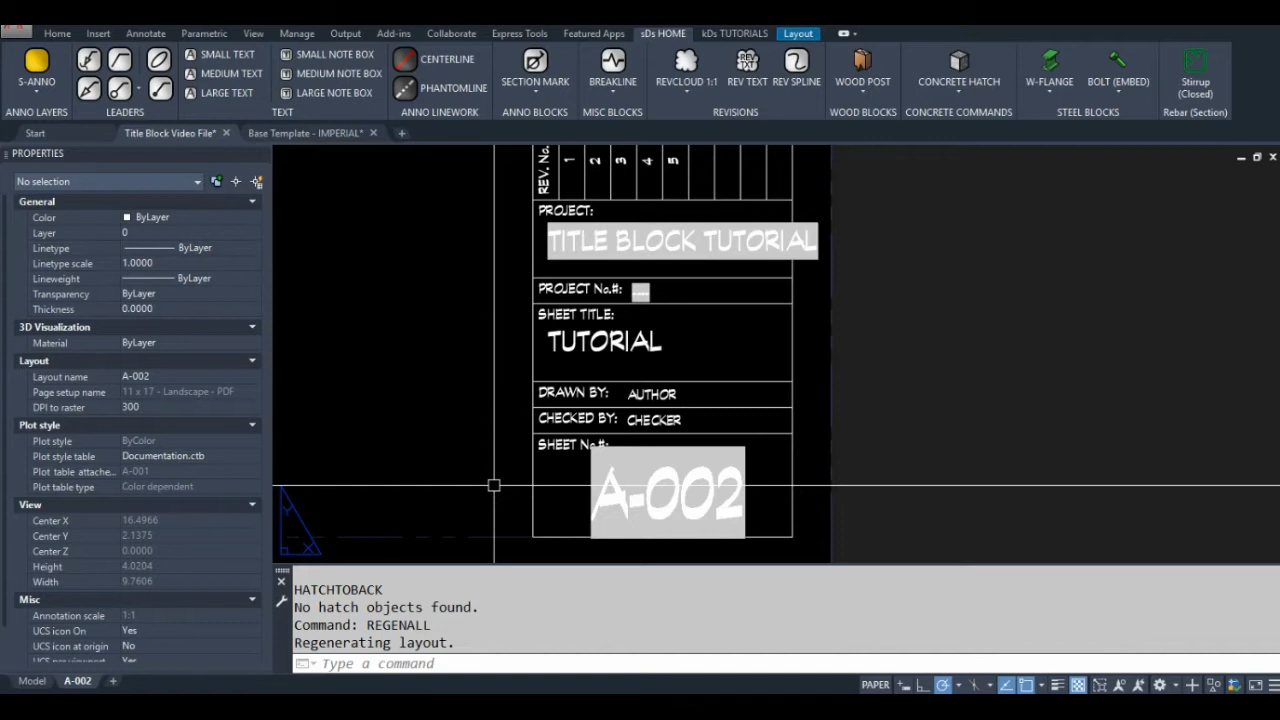 Home Insert Annotate Parametric View Manage Output Add-ins Collaborate Express Tools Featured Apps sDs HOME kDs TUTORIALS Layout
S-ANNO
ANNO LAYERS
LEADERS
SMALL TEXT
MEDIUM TEXT
LARGE TEXT
SMALL NOTE BOX
MEDIUM NOTE BOX
LARGE NOTE BOX
TEXT
CENTERLINE
PHANTOMLINE
ANNO LINEWORK
SECTION MARK
ANNO BLOCKS
BREAKLINE
MISC BLOCKS
REVCLOUD 1:1 REV TEXT REV SPLINE
REVISIONS
WOOD POST
WOOD BLOCKS
CONCRETE HATCH
CONCRETE COMMANDS
W-FLANGE BOLT (EMBED)
STEEL BLOCKS
Stirrup
(Closed)
Rebar (Section)
Start Title Block Video File* Base Template - IMPERIAL*
PROPERTIES
No selection
General
Color ByLayer
Layer 0
Linetype ByLayer
Linetype scale 1.0000
Lineweight ByLayer
Transparency ByLayer
Thickness 0.0000
3D Visualization
Material ByLayer
Layout
Layout name A-002
Page setup name 11 x 17 - Landscape - PDF
DPI to raster 300
Plot style
Plot style ByColor
Plot style table Documentation.ctb
Plot table attache... A-001
Plot table type Color dependent
View
Center X 16.4966
Center Y 2.1375
Center Z 0.0000
Height 4.0204
Width 9.7606
Misc
Annotation scale 1:1
UCS icon On Yes
UCS icon at origin No
UCS per viewport Yes
REV. No.
1
2
3
4
5
PROJECT:
TITLE BLOCK TUTORIAL
PROJECT No.#: ----
SHEET TITLE:
TUTORIAL
DRAWN BY: AUTHOR
CHECKED BY: CHECKER
SHEET No.#:
A-002
Y
X
HATCHTOBACK
No hatch objects found.
Command: REGENALL
Regenerating layout.
Type a command
Model A-002
PAPER